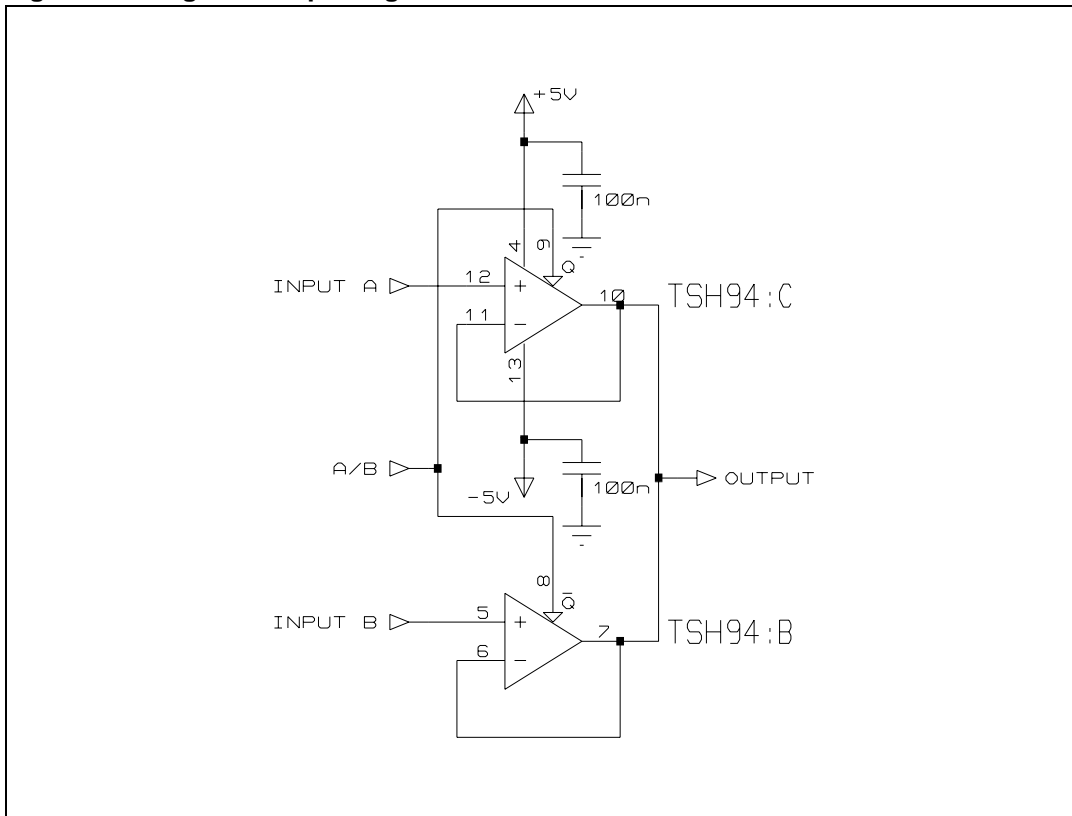 +5V
100n
4
9
Q
INPUT A
12
+
10
TSH94:C
11
-
13
A/B
-5V
100n
OUTPUT
8
Q̄
INPUT B
5
+
7
TSH94:B
6
-